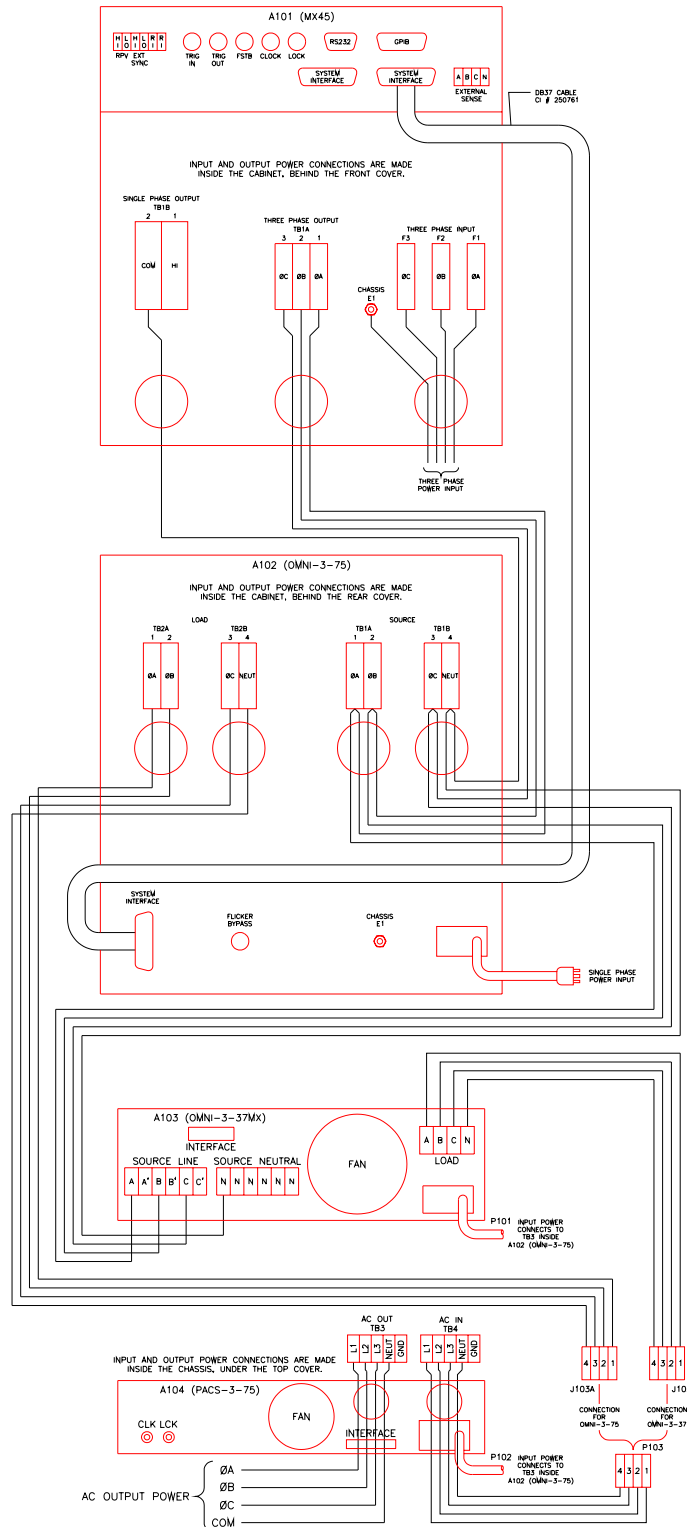 A101 (MX45)
HI LO HI LO RI RI
RPV EXT SYNC
TRIG IN
TRIG OUT
FSTB
CLOCK
LOCK
RS232
GPIB
SYSTEM INTERFACE
SYSTEM INTERFACE
A B C N
EXTERNAL SENSE
DB37 CABLE
CI # 250761
INPUT AND OUTPUT POWER CONNECTIONS ARE MADE
INSIDE THE CABINET, BEHIND THE FRONT COVER.
SINGLE PHASE OUTPUT
TB1B
2 1
COM HI
THREE PHASE OUTPUT
TB1A
3 2 1
ØC ØB ØA
CHASSIS
E1
THREE PHASE INPUT
F3 F2 F1
ØC ØB ØA
THREE PHASE
POWER INPUT
A102 (OMNI-3-75)
INPUT AND OUTPUT POWER CONNECTIONS ARE MADE
INSIDE THE CABINET, BEHIND THE REAR COVER.
LOAD
SOURCE
TB2A
1 2
ØA ØB
TB2B
3 4
ØC NEUT
TB1A
1 2
ØA ØB
TB1B
3 4
ØC NEUT
SYSTEM
INTERFACE
FLICKER
BYPASS
CHASSIS
E1
SINGLE PHASE
POWER INPUT
A103 (OMNI-3-37MX)
INTERFACE
SOURCE LINE
A A' B B' C C'
SOURCE NEUTRAL
N N N N N N
FAN
A B C N
LOAD
P101 INPUT POWER
CONNECTS TO
TB3 INSIDE
A102 (OMNI-3-75)
AC OUT
TB3
L1 L2 L3 NEUT GND
AC IN
TB4
L1 L2 L3 NEUT GND
4 3 2 1
J103A
CONNECTION
FOR
OMNI-3-75
4 3 2 1
J10
CONNECTION
FOR
OMNI-3-37
INPUT AND OUTPUT POWER CONNECTIONS ARE MADE
INSIDE THE CHASSIS, UNDER THE TOP COVER.
A104 (PACS-3-75)
CLK LCK
FAN
INTERFACE
P102 INPUT POWER
CONNECTS TO
TB3 INSIDE
A102 (OMNI-3-75)
P103
4 3 2 1
AC OUTPUT POWER
ØA
ØB
ØC
COM